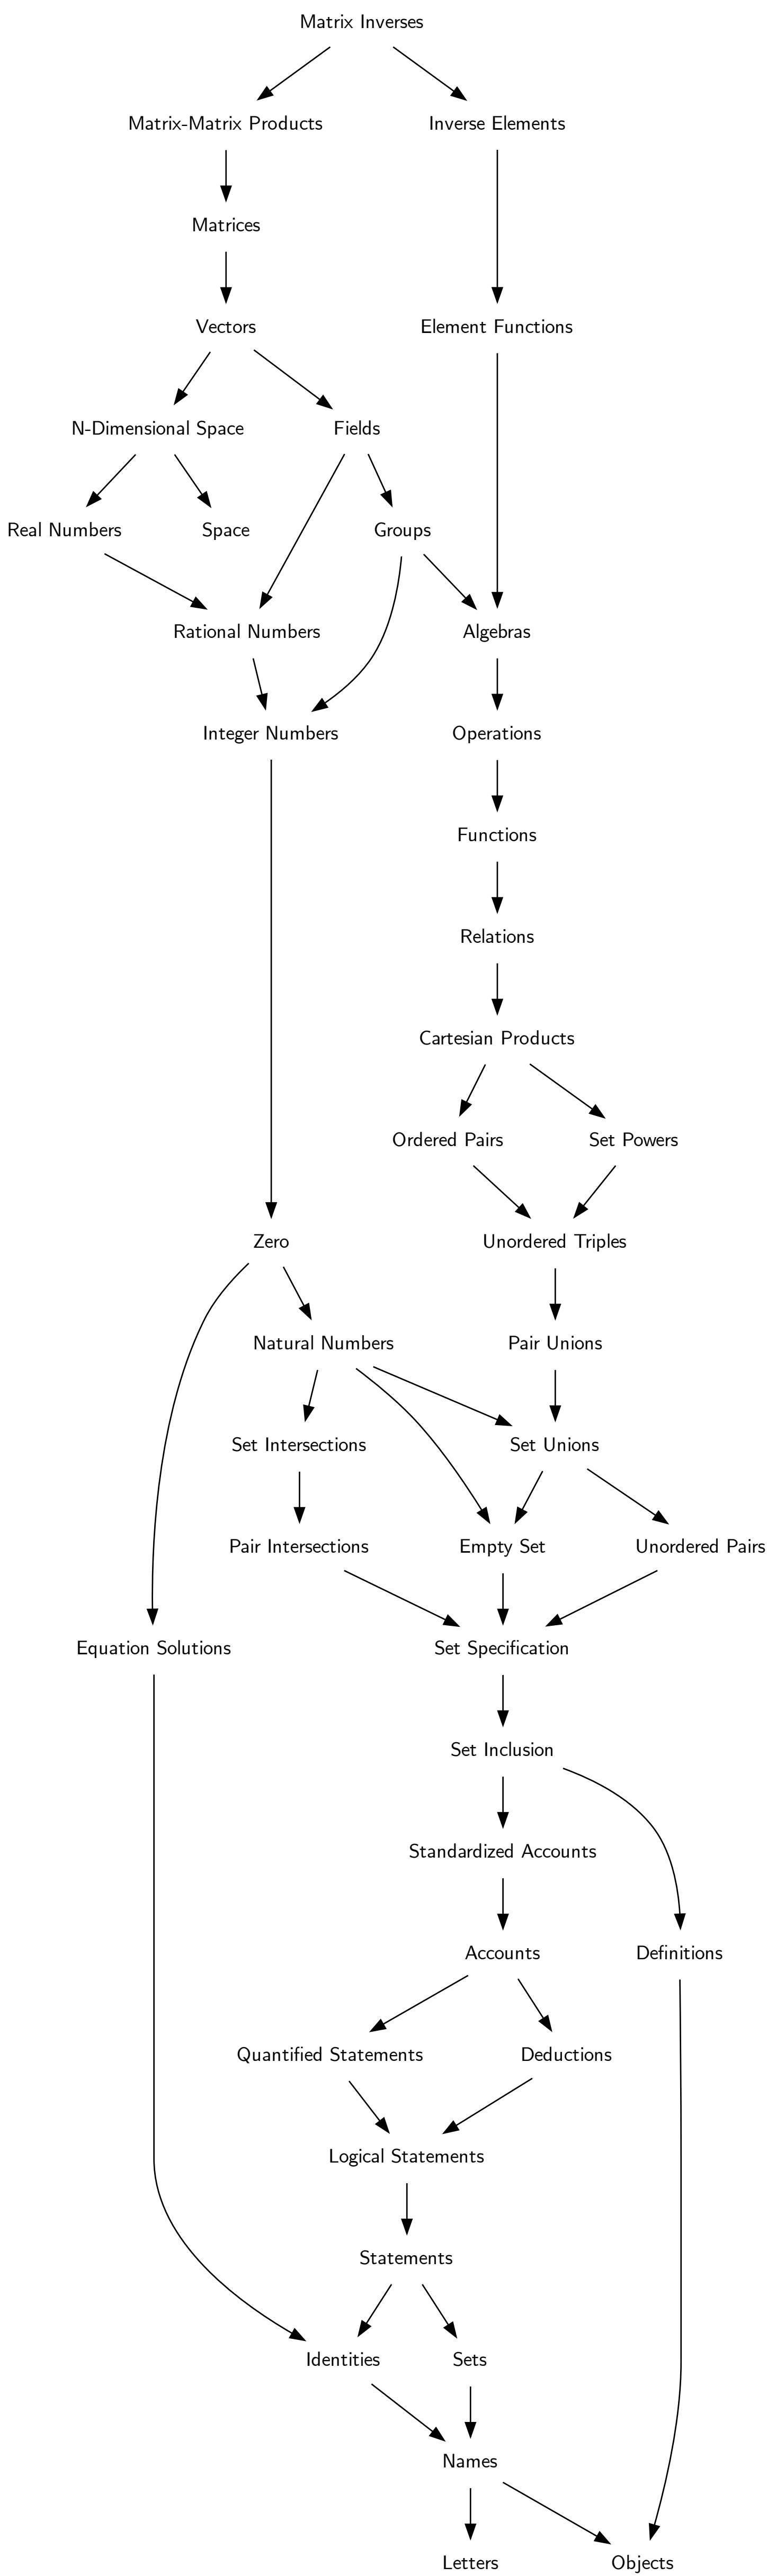 Matrix Inverses
Matrix-Matrix Products
Inverse Elements
Matrices
Vectors
Element Functions
N-Dimensional Space
Fields
Real Numbers
Space
Groups
Rational Numbers
Algebras
Integer Numbers
Operations
Functions
Relations
Cartesian Products
Ordered Pairs
Set Powers
Zero
Unordered Triples
Natural Numbers
Pair Unions
Set Intersections
Set Unions
Pair Intersections
Empty Set
Unordered Pairs
Equation Solutions
Set Specification
Set Inclusion
Standardized Accounts
Accounts
Definitions
Quantified Statements
Deductions
Logical Statements
Statements
Identities
Sets
Names
Letters
Objects